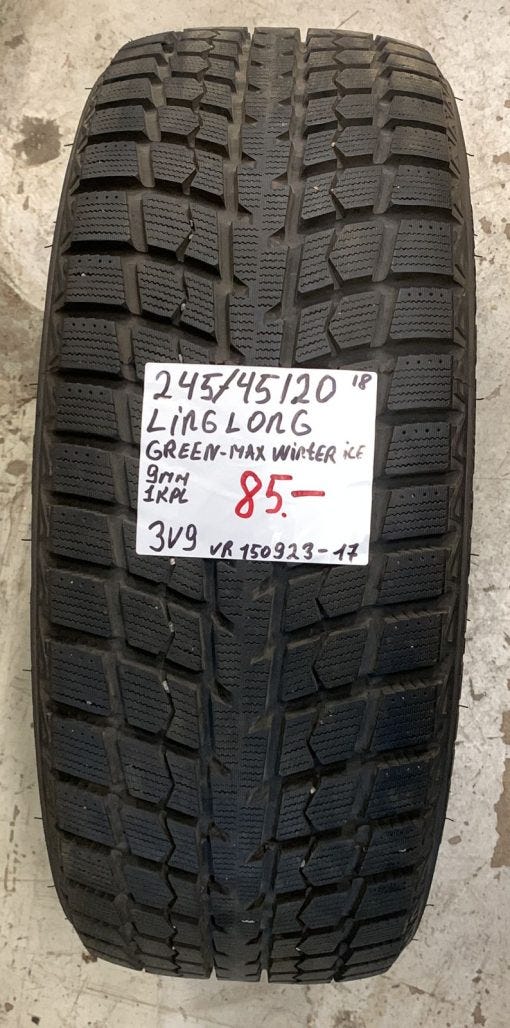 245/45/20 18
LINGLONG
GREEN-MAX WINTER ICE
9MM
1KPL
85.-
3V9 VR 150923-17